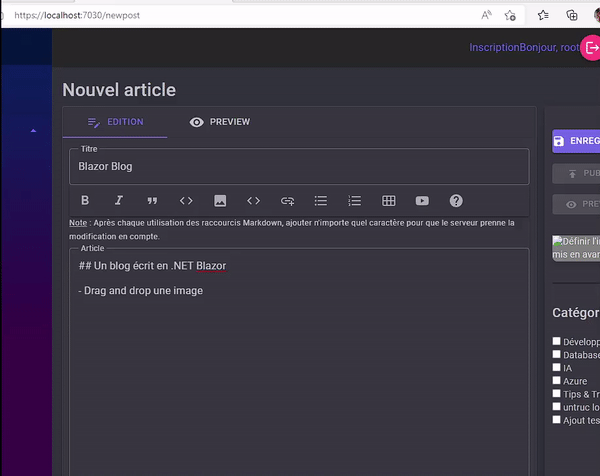 https://localhost:7030/newpost
InscriptionBonjour, root
Nouvel article
EDITION
PREVIEW
Titre
Blazor Blog
Note : Après chaque utilisation des raccourcis Markdown, ajouter n'importe quel caractère pour que le serveur prenne la
modification en compte.
Article
## Un blog écrit en .NET Blazor
- Drag and drop une image
ENREG
PUB
PRE
Définir l'i
mis en avar
Catégor
Développ
Database
IA
Azure
Tips & Tr
untruc lo
Ajout tes